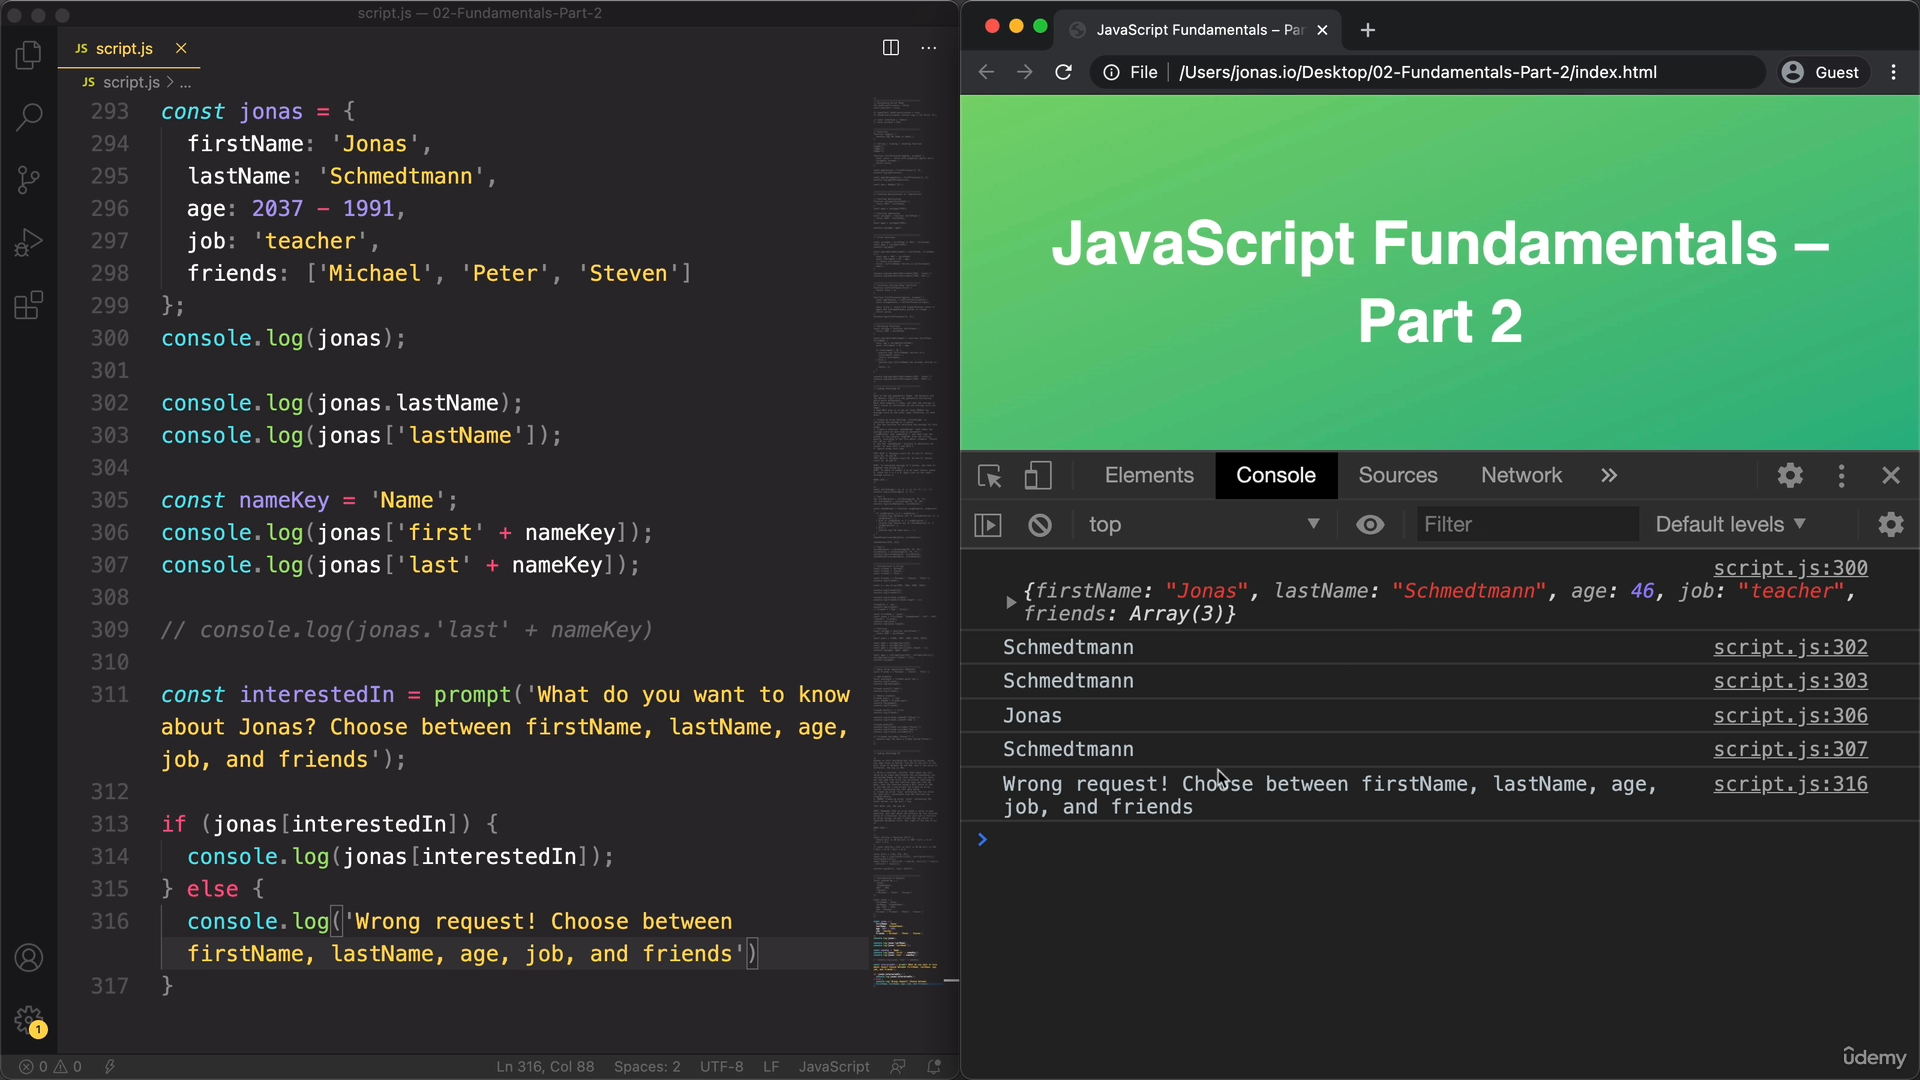 script.js — 02-Fundamentals-Part-2
JS script.js
JS script.js > ...
293 const jonas = {
294 firstName: 'Jonas',
295 lastName: 'Schmedtmann',
296 age: 2037 - 1991,
297 job: 'teacher',
298 friends: ['Michael', 'Peter', 'Steven']
299 };
300 console.log(jonas);
301
302 console.log(jonas.lastName);
303 console.log(jonas['lastName']);
304
305 const nameKey = 'Name';
306 console.log(jonas['first' + nameKey]);
307 console.log(jonas['last' + nameKey]);
308
309 // console.log(jonas.'last' + nameKey)
310
311 const interestedIn = prompt('What do you want to know
about Jonas? Choose between firstName, lastName, age,
job, and friends');
312
313 if (jonas[interestedIn]) {
314 console.log(jonas[interestedIn]);
315 } else {
316 console.log('Wrong request! Choose between
firstName, lastName, age, job, and friends')
317 }
1
0 0
Ln 316, Col 88 Spaces: 2 UTF-8 LF JavaScript
JavaScript Fundamentals – Par
File /Users/jonas.io/Desktop/02-Fundamentals-Part-2/index.html Guest
JavaScript Fundamentals –
Part 2
Elements Console Sources Network »
top Filter Default levels
script.js:300
{firstName: "Jonas", lastName: "Schmedtmann", age: 46, job: "teacher",
friends: Array(3)}
Schmedtmann script.js:302
Schmedtmann script.js:303
Jonas script.js:306
Schmedtmann script.js:307
Wrong request! Choose between firstName, lastName, age, script.js:316
job, and friends
>
ûdemy